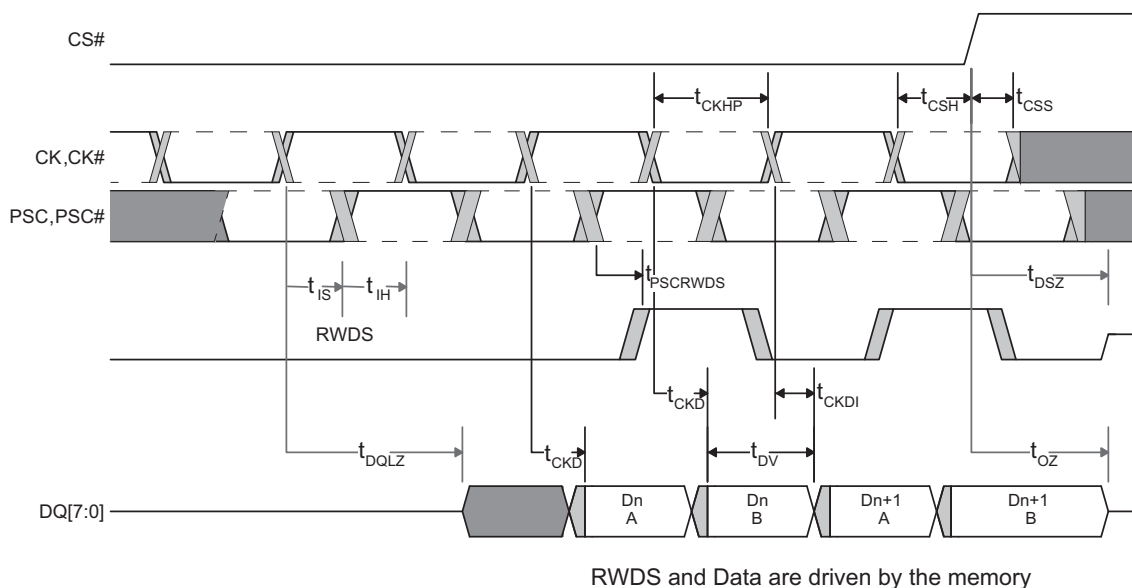 CS#
tCKHP
tCSH
tCSS
CK,CK#
PSC,PSC#
tIS
tIH
tPSCRWDS
tDSZ
RWDS
tCKD
tCKDI
tDQLZ
tCKD
tDV
tOZ
DQ[7:0]
Dn
A
Dn
B
Dn+1
A
Dn+1
B
RWDS and Data are driven by the memory